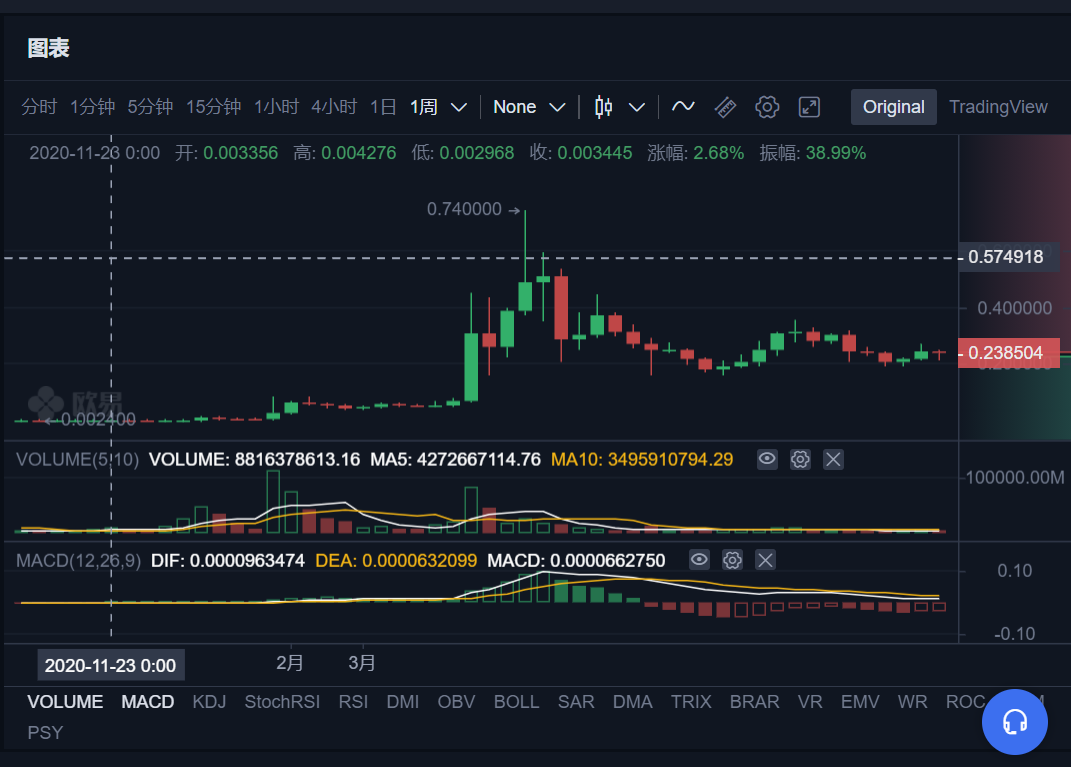 图表
分时 1分钟 5分钟 15分钟 1小时 4小时 1日 1周 None Original TradingView
2020-11-23 0:00 开: 0.003356 高: 0.004276 低: 0.002968 收: 0.003445 涨幅: 2.68% 振幅: 38.99%
0.740000
0.574918
0.400000
0.238504
欧易
0.002400
VOLUME(5,10) VOLUME: 8816378613.16 MA5: 4272667114.76 MA10: 3495910794.29
100000.00M
MACD(12,26,9) DIF: 0.0000963474 DEA: 0.0000632099 MACD: 0.0000662750
0.10
-0.10
2020-11-23 0:00 2月 3月
VOLUME MACD KDJ StochRSI RSI DMI OBV BOLL SAR DMA TRIX BRAR VR EMV WR ROC
PSY